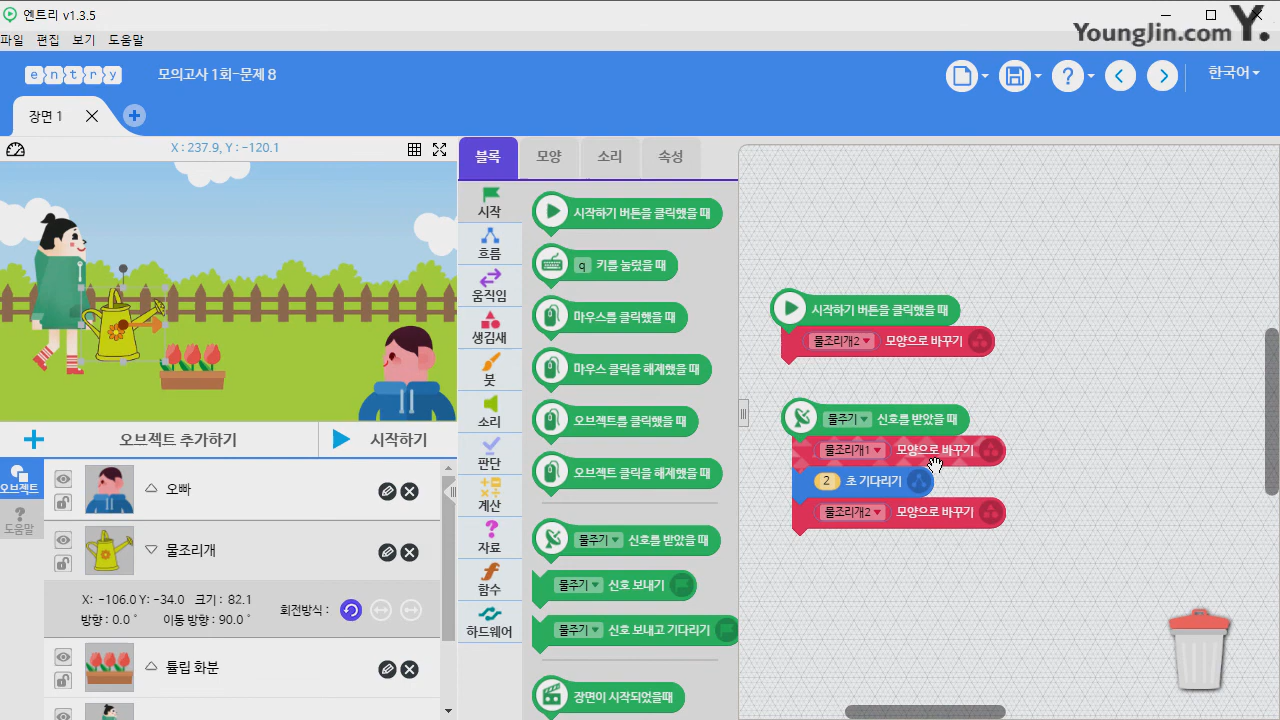 엔트리 v1.3.5
YoungJin.com Y.
파일 편집 보기 도움말
entry
모의고사 1회-문제 8
한국어
장면 1
X : 237.9, Y : -120.1
블록
모양
소리
속성
오브젝트 추가하기
시작하기
오브젝트
도움말
오빠
물조리개
X: -106.0 Y: -34.0 크기 : 82.1
방향 : 0.0 ° 이동 방향 : 90.0 °
회전방식 :
튤립 화분
시작
흐름
움직임
생김새
붓
소리
판단
계산
자료
함수
하드웨어
시작하기 버튼을 클릭했을 때
q 키를 눌렀을 때
마우스를 클릭했을 때
마우스 클릭을 해제했을 때
오브젝트를 클릭했을 때
오브젝트 클릭을 해제했을 때
물주기 신호를 받았을 때
물주기 신호 보내기
물주기 신호 보내고 기다리기
장면이 시작되었을때
시작하기 버튼을 클릭했을 때
물조리개2 모양으로 바꾸기
물주기 신호를 받았을 때
물조리개1 모양으로 바꾸기
2 초 기다리기
물조리개2 모양으로 바꾸기